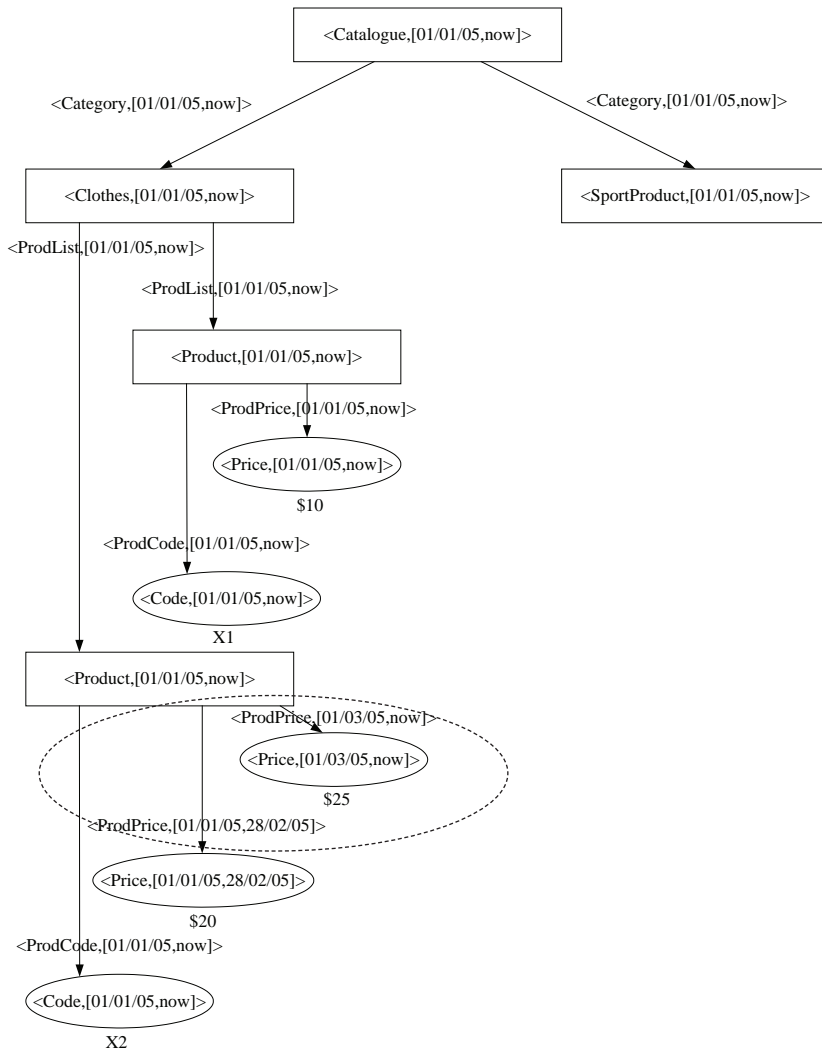 <Catalogue,[01/01/05,now]>
<Category,[01/01/05,now]>
<Category,[01/01/05,now]>
<Clothes,[01/01/05,now]>
<SportProduct,[01/01/05,now]>
<ProdList,[01/01/05,now]>
<ProdList,[01/01/05,now]>
<Product,[01/01/05,now]>
<ProdPrice,[01/01/05,now]>
<Price,[01/01/05,now]>
$10
<ProdCode,[01/01/05,now]>
<Code,[01/01/05,now]>
X1
<Product,[01/01/05,now]>
<ProdPrice,[01/03/05,now]>
<Price,[01/03/05,now]>
$25
<ProdPrice,[01/01/05,28/02/05]>
<Price,[01/01/05,28/02/05]>
$20
<ProdCode,[01/01/05,now]>
<Code,[01/01/05,now]>
X2